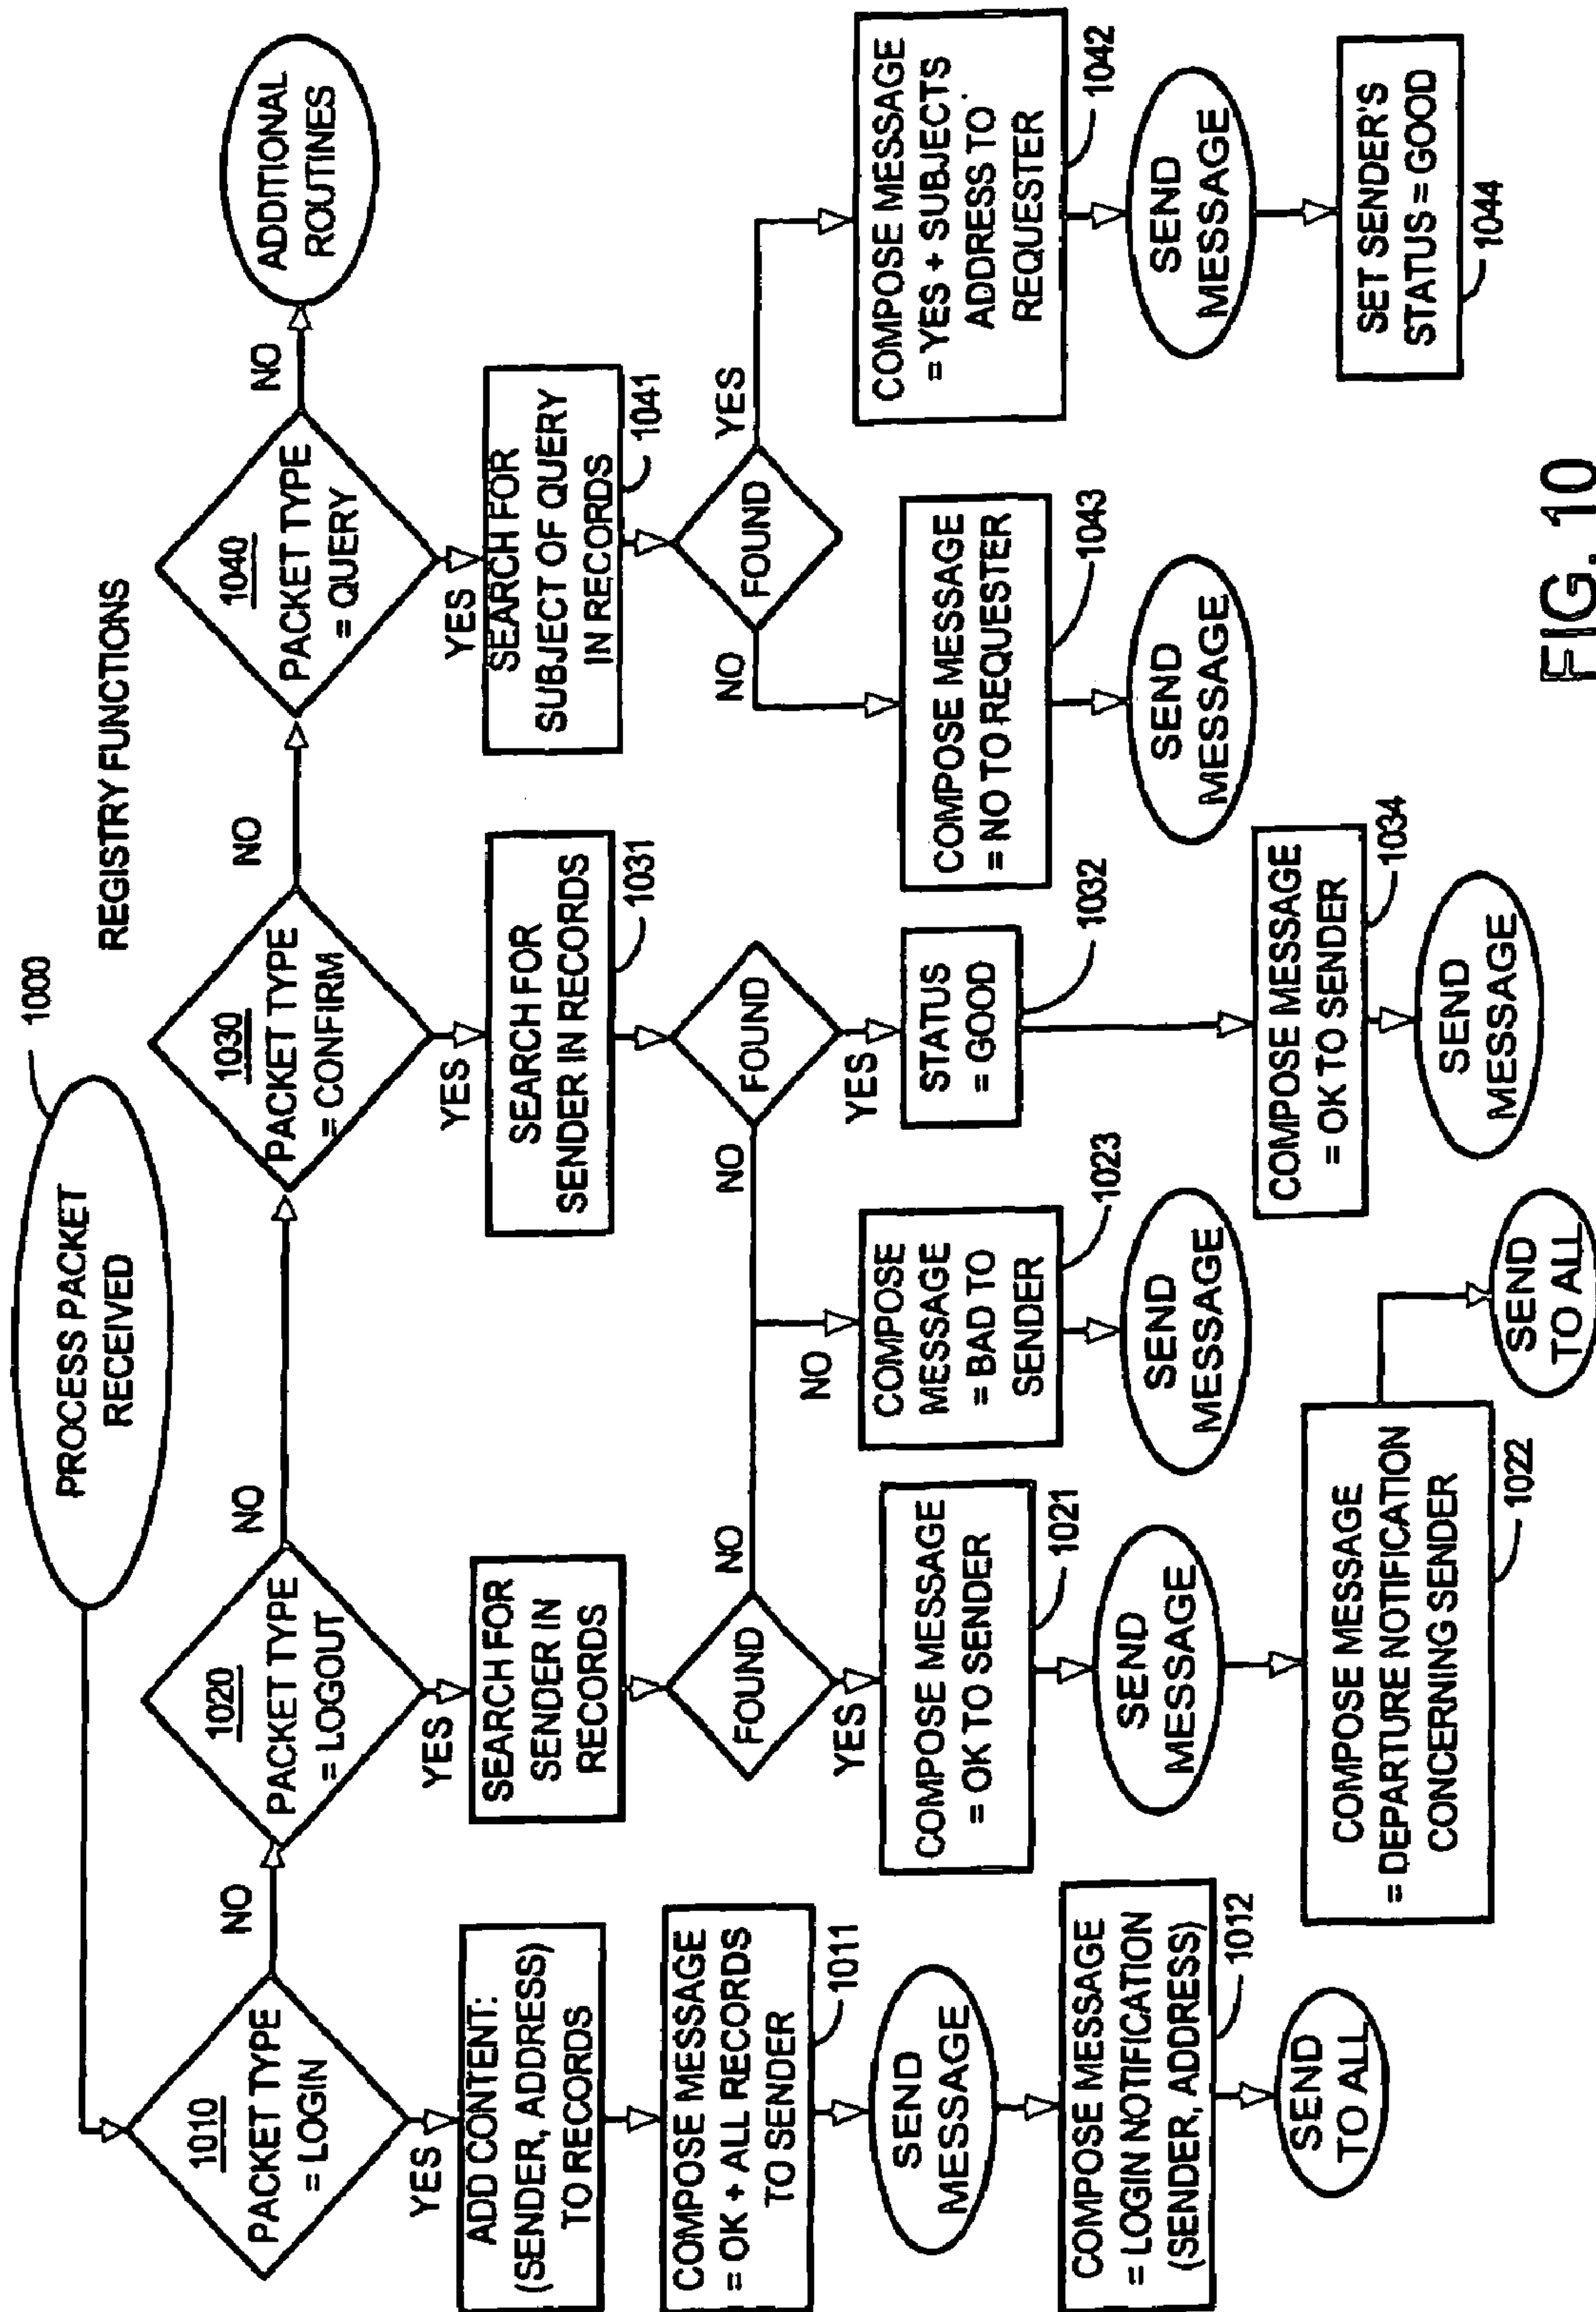 1000
PROCESS PACKET
RECEIVED
REGISTRY FUNCTIONS
1010
PACKET TYPE
= LOGIN
NO
YES
ADD CONTENT:
(SENDER, ADDRESS)
TO RECORDS
COMPOSE MESSAGE
= OK + ALL RECORDS
TO SENDER
1011
SEND
MESSAGE
COMPOSE MESSAGE
= LOGIN NOTIFICATION
(SENDER, ADDRESS)
1012
SEND
TO ALL
1020
PACKET TYPE
= LOGOUT
NO
YES
SEARCH FOR
SENDER IN
RECORDS
FOUND
NO
YES
COMPOSE MESSAGE
= OK TO SENDER
1021
SEND
MESSAGE
COMPOSE MESSAGE
= DEPARTURE NOTIFICATION
CONCERNING SENDER
1022
SEND
TO ALL
NO
COMPOSE
MESSAGE
= BAD TO
SENDER
1023
SEND
MESSAGE
1030
PACKET TYPE
= CONFIRM
NO
YES
SEARCH FOR
SENDER IN RECORDS
1031
FOUND
NO
YES
STATUS
= GOOD
1032
COMPOSE MESSAGE
= OK TO SENDER
1034
SEND
MESSAGE
1040
PACKET TYPE
= QUERY
NO
ADDITIONAL
ROUTINES
YES
SEARCH FOR
SUBJECT OF QUERY
IN RECORDS
1041
FOUND
NO
COMPOSE MESSAGE
= NO TO REQUESTER
1043
SEND
MESSAGE
YES
COMPOSE MESSAGE
= YES + SUBJECTS
ADDRESS TO
REQUESTER
1042
SEND
MESSAGE
SET SENDER'S
STATUS = GOOD
1044
FIG. 10